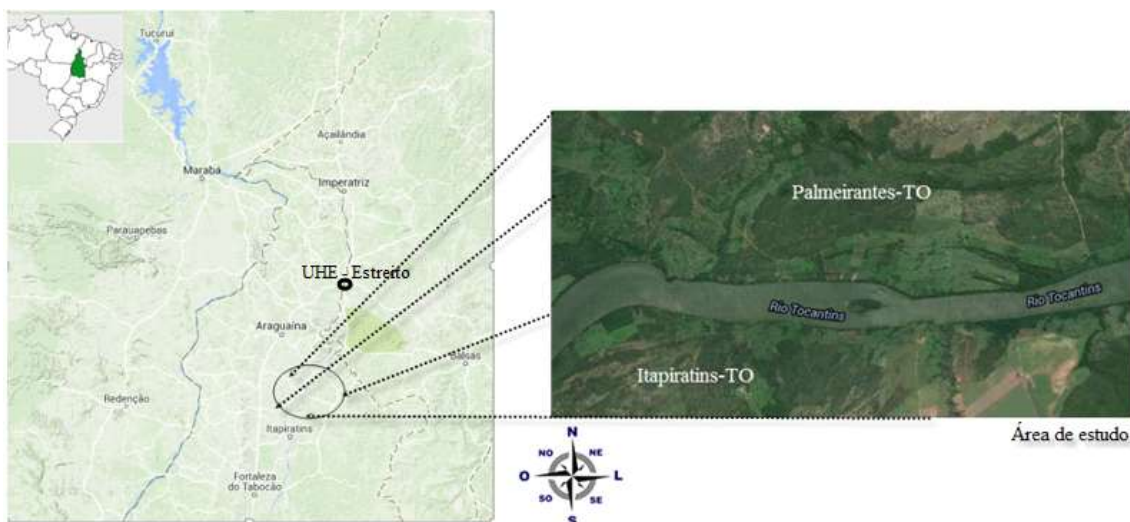 Tucuruí
Açailândia
Marabá
Imperatriz
Parauapebas
UHE - Estreito
Araguaína
Balsas
Redenção
Itapiratins
Fortaleza
do Tabocão
Palmeirantes-TO
Rio Tocantins
Rio Tocantins
Itapiratins-TO
Área de estudo
N
NO
NE
O
L
SO
SE
S